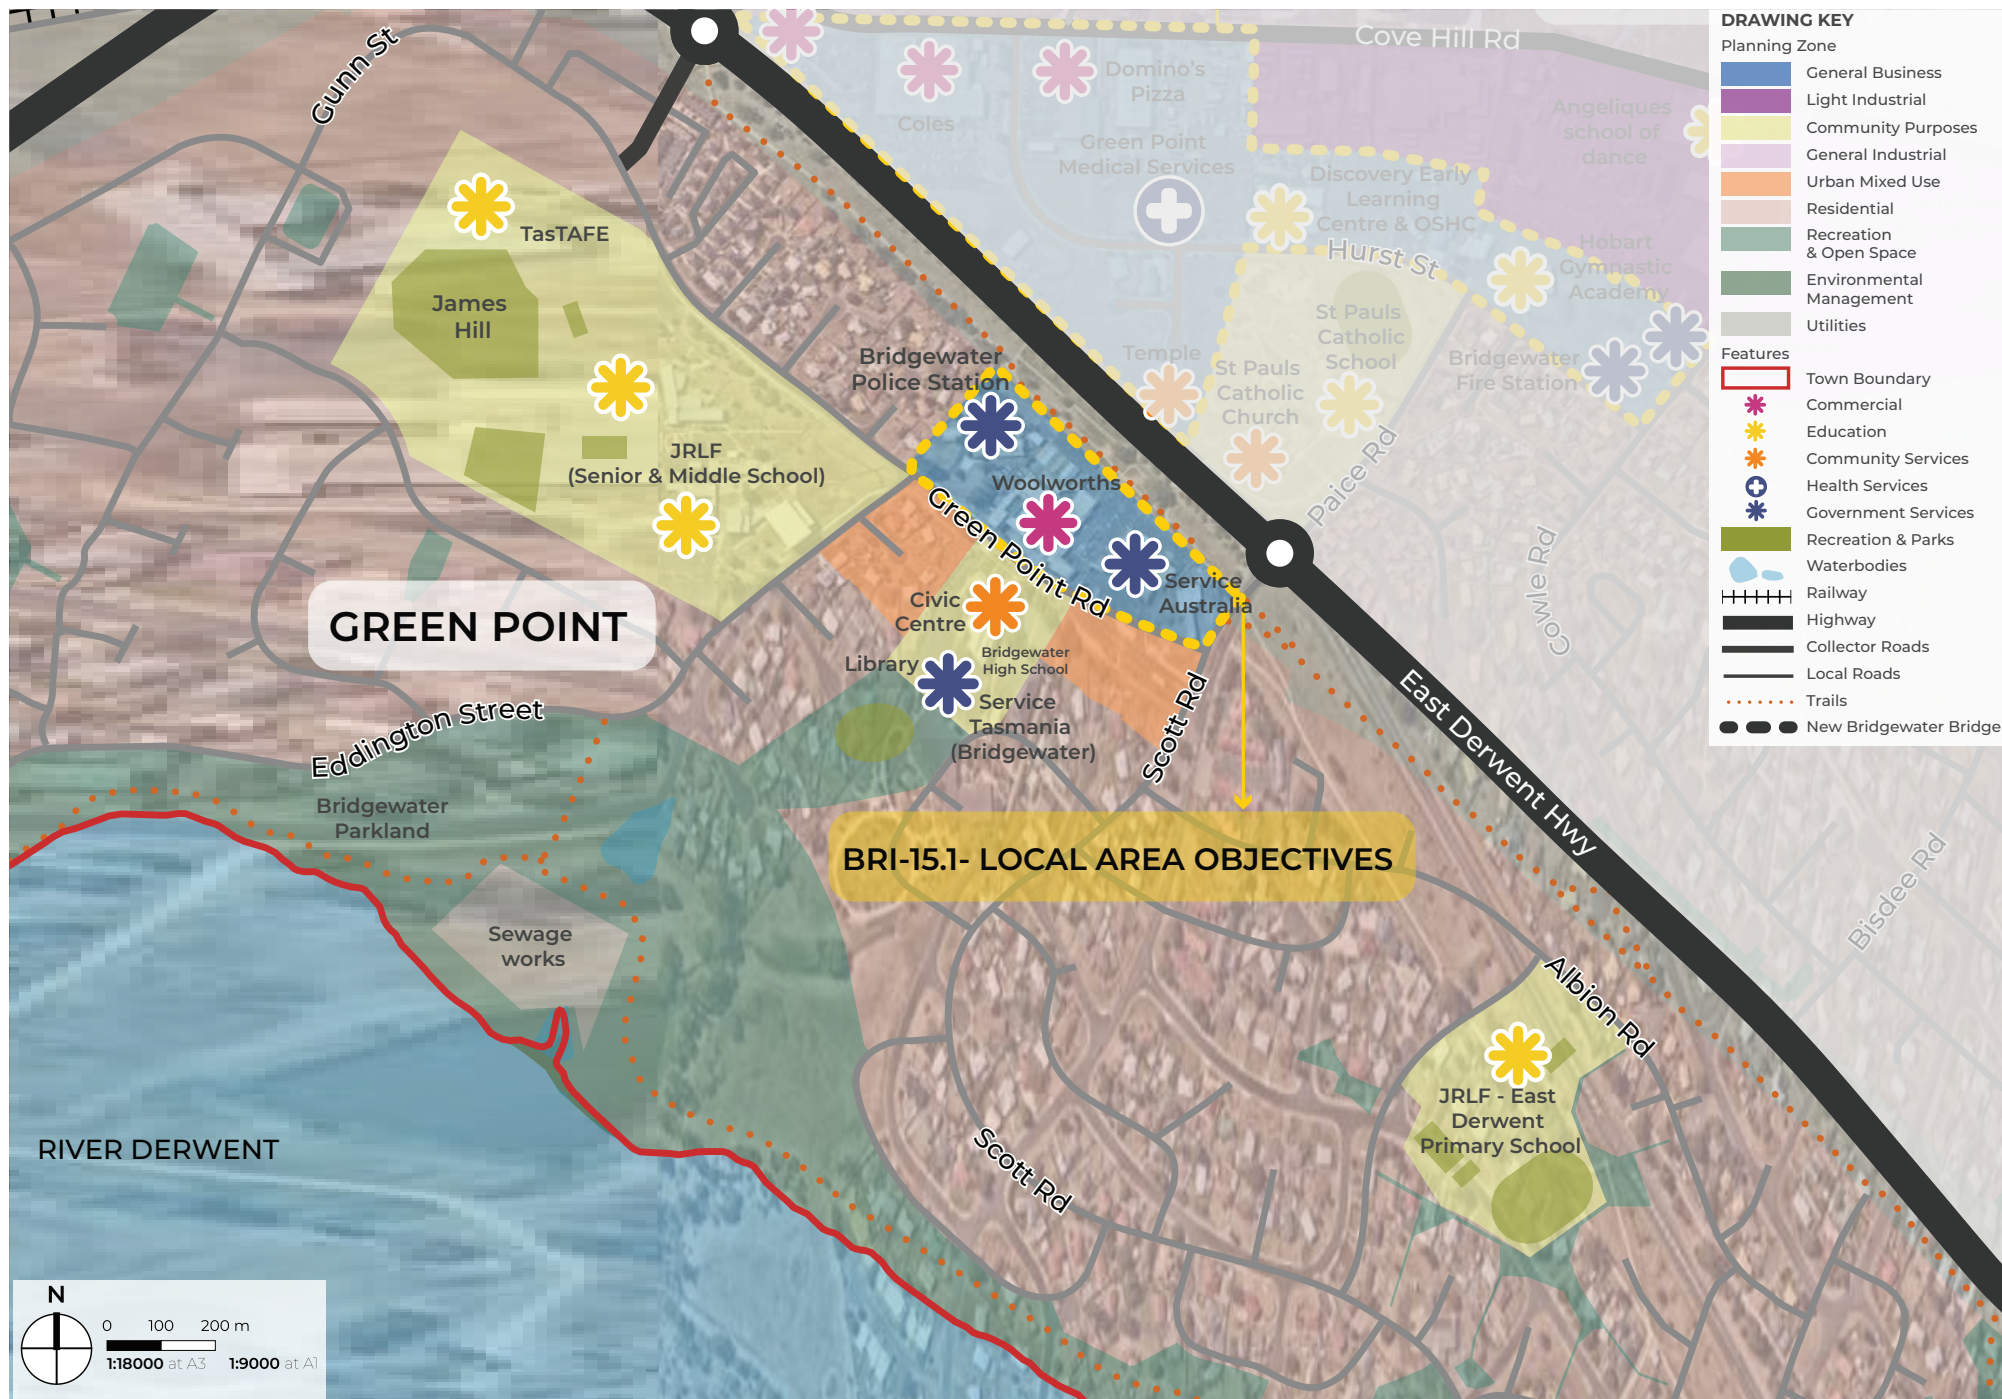 Gunn St
Cove Hill Rd
Domino's
Pizza
Coles
Green Point
Medical Services
Angeliques
school of
dance
Discovery Early
Learning
Centre & OSHC
Hurst St
Hobart
Gymnastic
Academy
TasTAFE
James
Hill
St Pauls
Catholic
School
Temple
St Pauls
Catholic
Church
Bridgewater
Fire Station
Bridgewater
Police Station
JRLF
(Senior & Middle School)
Woolworths
Green Point Rd
Paice Rd
Cowle Rd
Service
Australia
Civic
Centre
Library
Bridgewater
High School
Service
Tasmania
(Bridgewater)
GREEN POINT
Scott Rd
East Derwent Hwy
Eddington Street
Bridgewater
Parkland
BRI-15.1- LOCAL AREA OBJECTIVES
Bisdee Rd
Sewage
works
Albion Rd
JRLF - East
Derwent
Primary School
Scott Rd
RIVER DERWENT
N
0 100 200 m
1:18000 at A3 1:9000 at A1
DRAWING KEY
Planning Zone
General Business
Light Industrial
Community Purposes
General Industrial
Urban Mixed Use
Residential
Recreation
& Open Space
Environmental
Management
Utilities
Features
Town Boundary
Commercial
Education
Community Services
Health Services
Government Services
Recreation & Parks
Waterbodies
Railway
Highway
Collector Roads
Local Roads
Trails
New Bridgewater Bridge